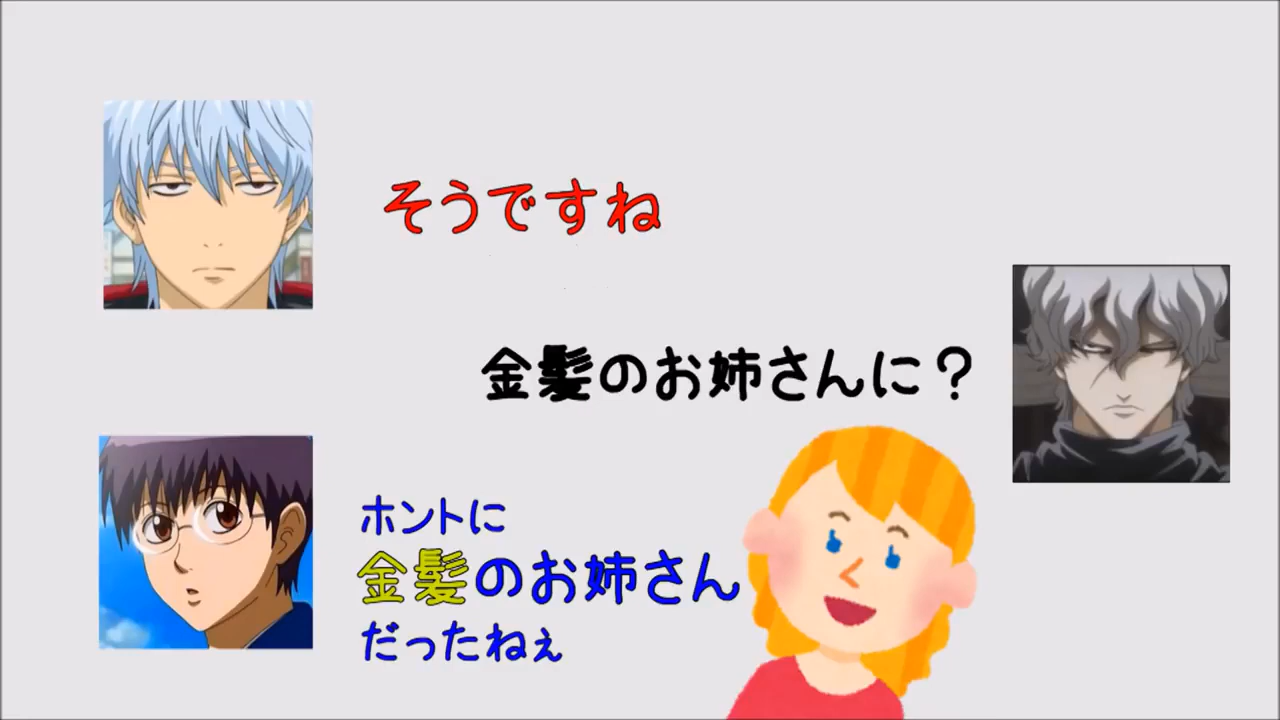 そうですね
金髪のお姉さんに？
ホントに
金髪のお姉さん
だったねぇ